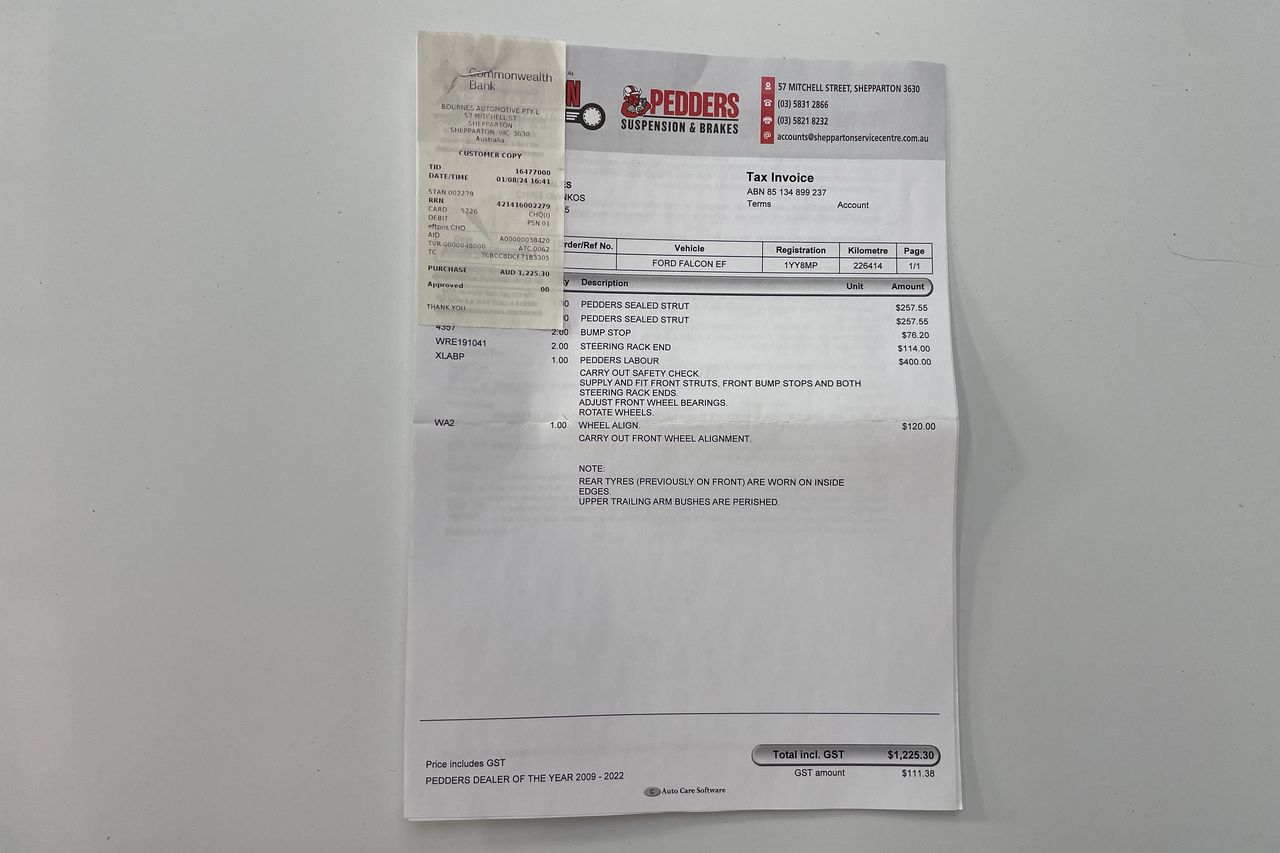 Commonwealth
Bank
BOURNES AUTOMOTIVE PTY L
57 MITCHELL ST
SHEPPARTON
SHEPPARTON VIC 3630
Australia
CUSTOMER COPY
TID 16477000
DATE/TIME 01/08/24 16:41
STAN 002279
RRN 421416002279
CARD 5226 CHQ(I)
DEBIT PSN 01
eftpos CHQ
AID A00000038420
TVR 0000048000 ATC 0062
TC 76BCC8DCF71B3305
PURCHASE AUD 1,225.30
Approved 00
THANK YOU
At
N
PEDDERS
SUSPENSION & BRAKES
57 MITCHELL STREET, SHEPPARTON 3630
(03) 5831 2866
(03) 5821 8232
accounts@sheppartonservicecentre.com.au
ES
NKOS
5
Tax Invoice
ABN 85 134 899 237
Terms Account
rder/Ref No. Vehicle Registration Kilometre Page
FORD FALCON EF 1YY8MP 226414 1/1
y Description Unit Amount
00 PEDDERS SEALED STRUT $257.55
0 PEDDERS SEALED STRUT $257.55
4357 2.00 BUMP STOP $76.20
WRE191041 2.00 STEERING RACK END $114.00
XLABP 1.00 PEDDERS LABOUR $400.00
CARRY OUT SAFETY CHECK.
SUPPLY AND FIT FRONT STRUTS, FRONT BUMP STOPS AND BOTH
STEERING RACK ENDS.
ADJUST FRONT WHEEL BEARINGS.
ROTATE WHEELS.
WA2 1.00 WHEEL ALIGN. $120.00
CARRY OUT FRONT WHEEL ALIGNMENT.
NOTE:
REAR TYRES (PREVIOUSLY ON FRONT) ARE WORN ON INSIDE
EDGES.
UPPER TRAILING ARM BUSHES ARE PERISHED.
Price includes GST
PEDDERS DEALER OF THE YEAR 2009 - 2022
Total incl. GST $1,225.30
GST amount $111.38
C Auto Care Software